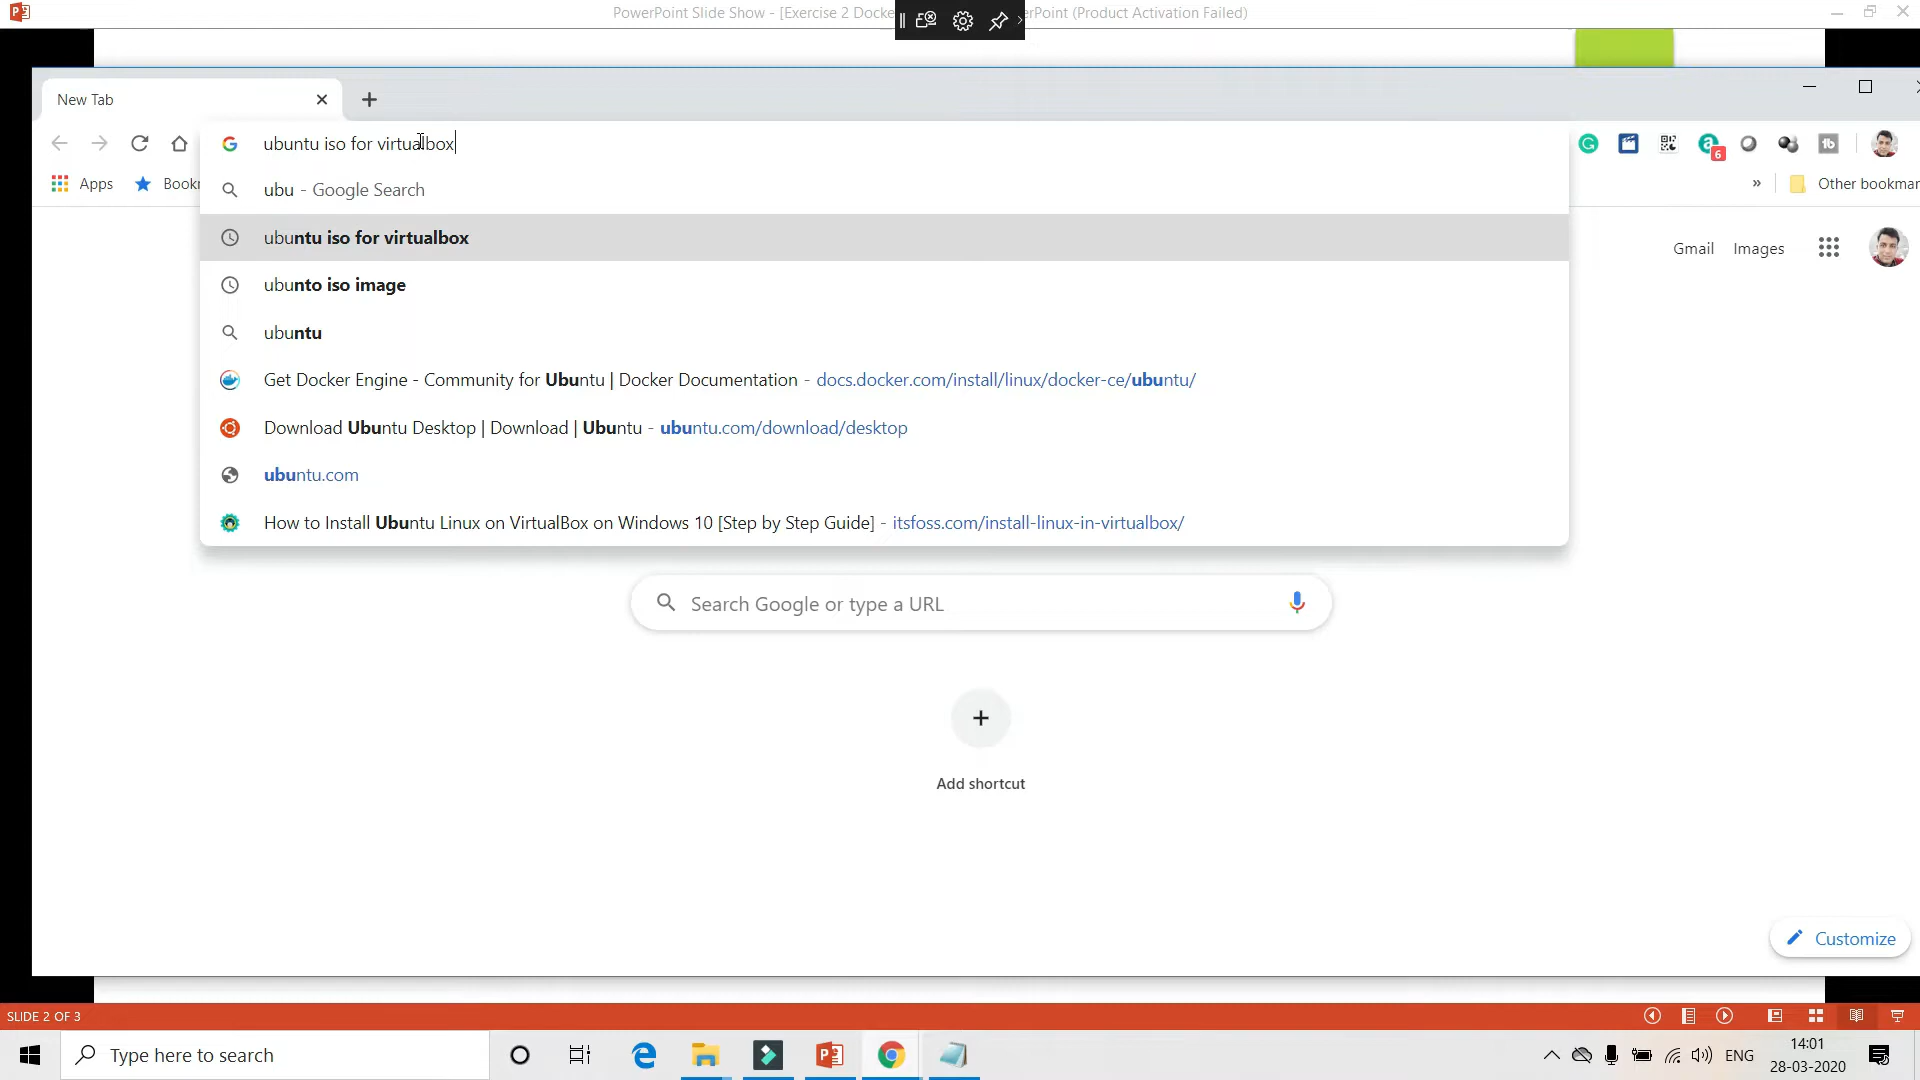 PowerPoint Slide Show - [Exercise 2 Docke
rPoint (Product Activation Failed)
New Tab
ubuntu iso for virtualbox
ubu - Google Search
ubuntu iso for virtualbox
ubunto iso image
ubuntu
Get Docker Engine - Community for Ubuntu | Docker Documentation - docs.docker.com/install/linux/docker-ce/ubuntu/
Download Ubuntu Desktop | Download | Ubuntu - ubuntu.com/download/desktop
ubuntu.com
How to Install Ubuntu Linux on VirtualBox on Windows 10 [Step by Step Guide] - itsfoss.com/install-linux-in-virtualbox/
6
Apps
Bookr
»
Other bookmar
Gmail
Images
Search Google or type a URL
Add shortcut
Customize
SLIDE 2 OF 3
Type here to search
ENG
14:01
28-03-2020